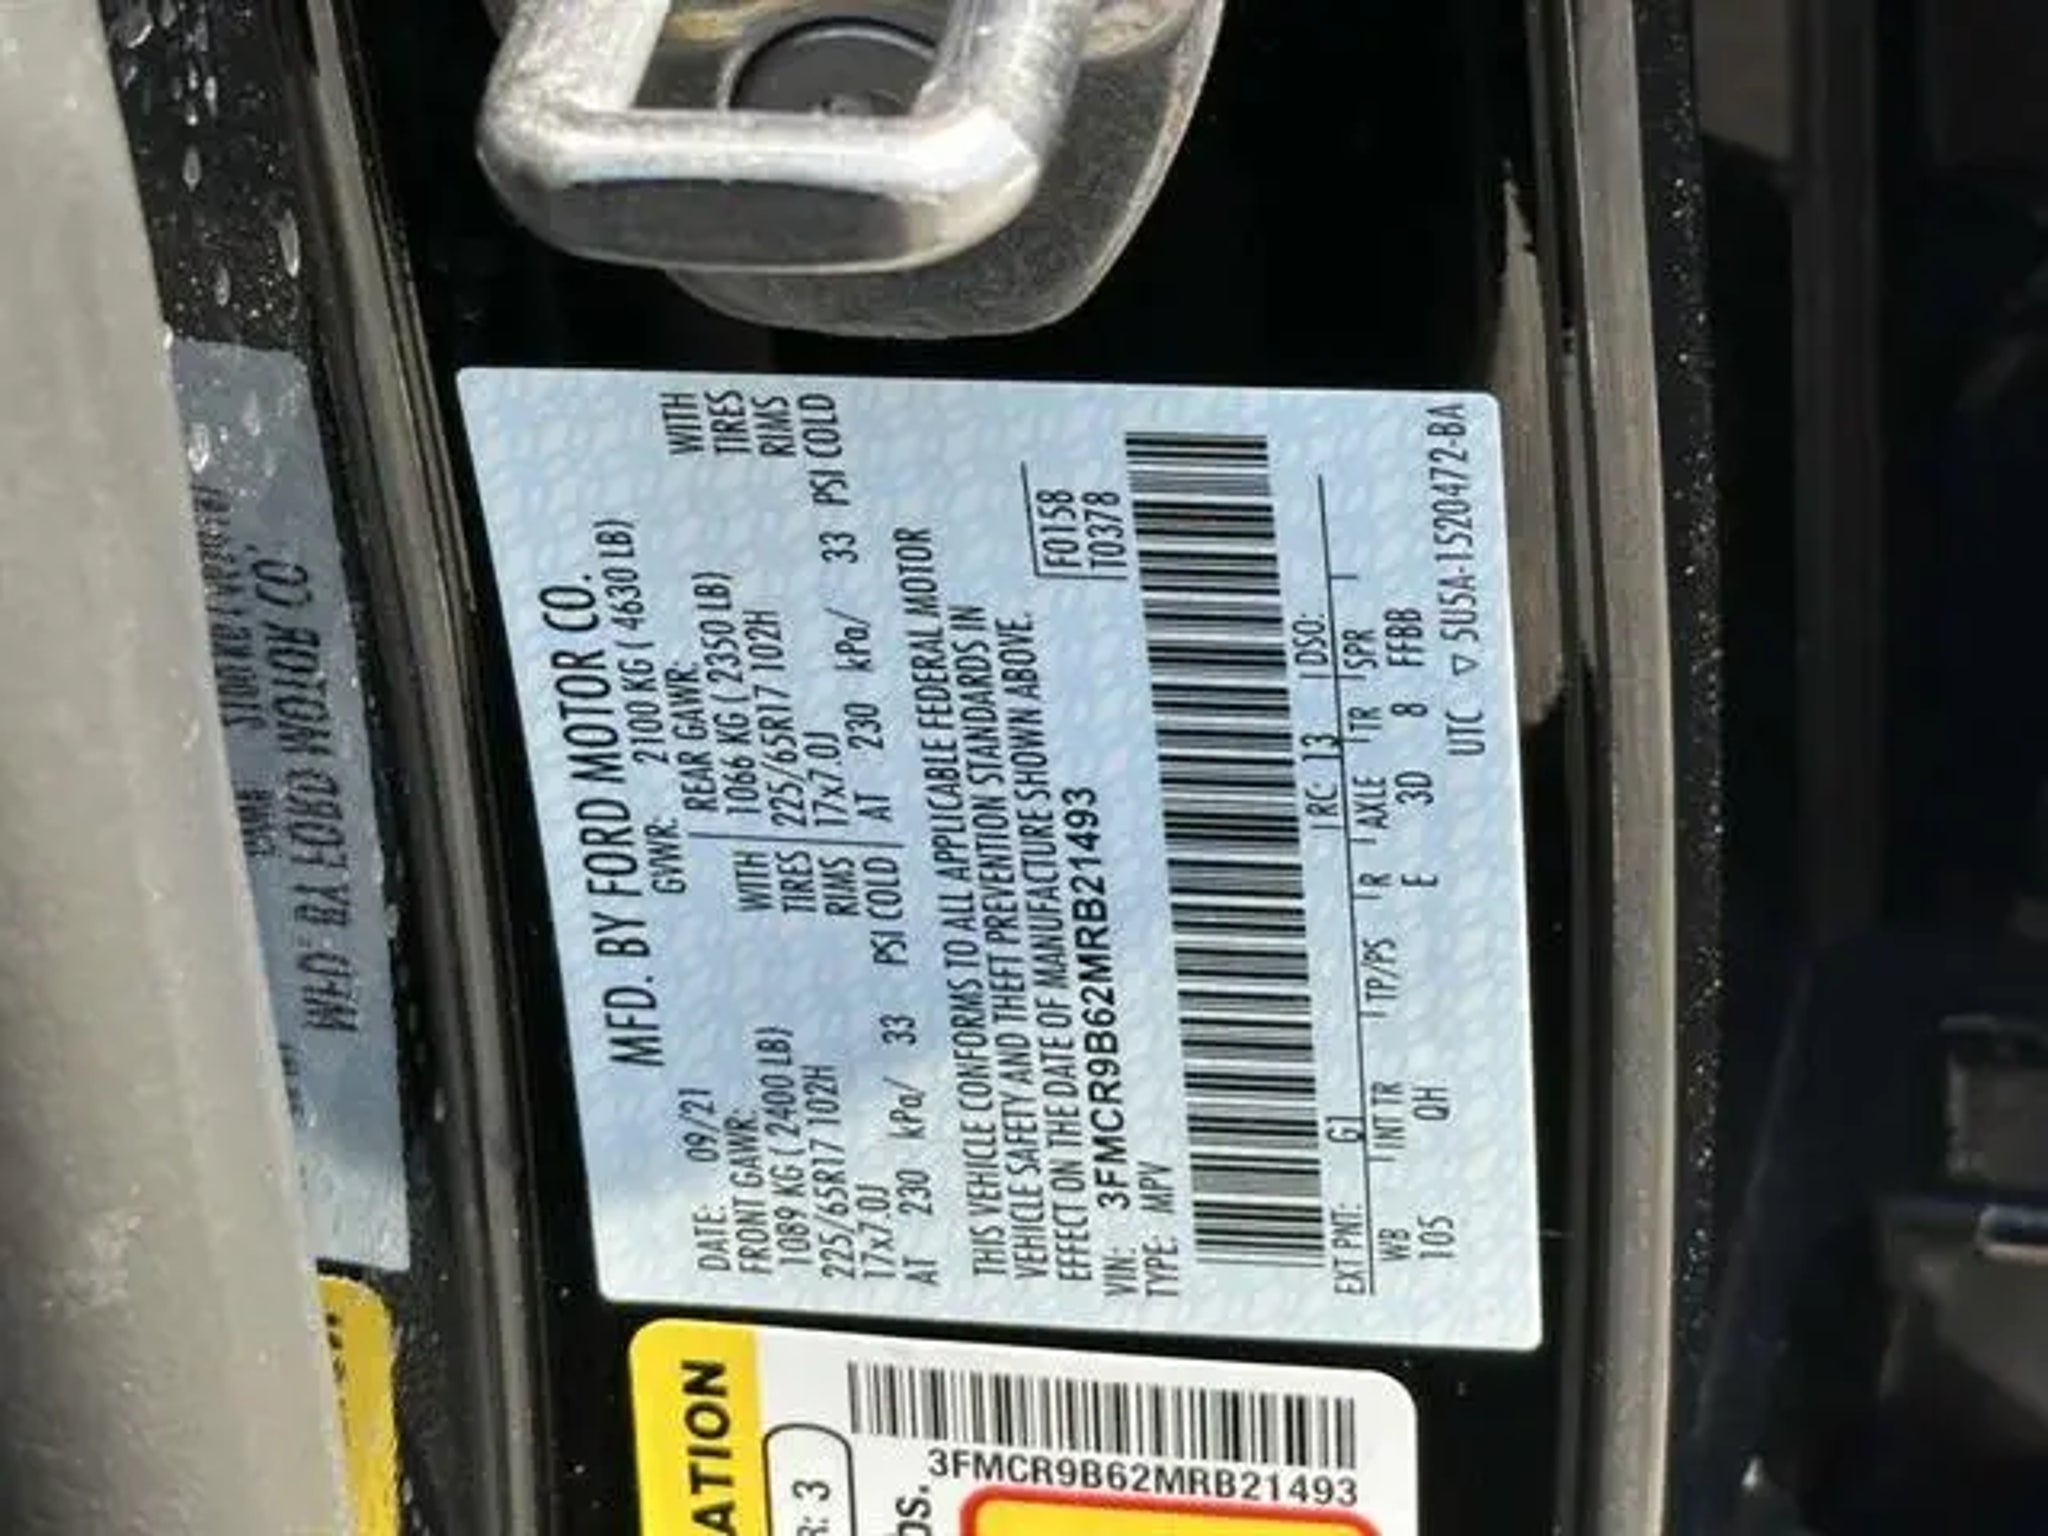 MFD. BY FORD MOTOR CO.
DATE: 09/21 GVWR: 2100 KG ( 4630 LB)
FRONT GAWR: REAR GAWR:
1089 KG ( 2400 LB) WITH 1066 KG ( 2350 LB) WITH
225/65R17 102H TIRES 225/65R17 102H TIRES
17x7.0J RIMS 17x7.0J RIMS
AT 230 kPa/ 33 PSI COLD AT 230 kPa/ 33 PSI COLD
THIS VEHICLE CONFORMS TO ALL APPLICABLE FEDERAL MOTOR
VEHICLE SAFETY AND THEFT PREVENTION STANDARDS IN
EFFECT ON THE DATE OF MANUFACTURE SHOWN ABOVE.
VIN: 3FMCR9B62MRB21493 F0158
TYPE: MPV T0378
EXT PNT: G1 RC: 13 DSO:
WB INT TR TP/PS R AXLE TR SPR
105 QH E 3D 8 FFBB
UTC ▽ 5U5A-1520472-BA
ATION
R: 3
3FMCR9B62MRB21493
bs.
MFD. BY FORD MOTOR CO.